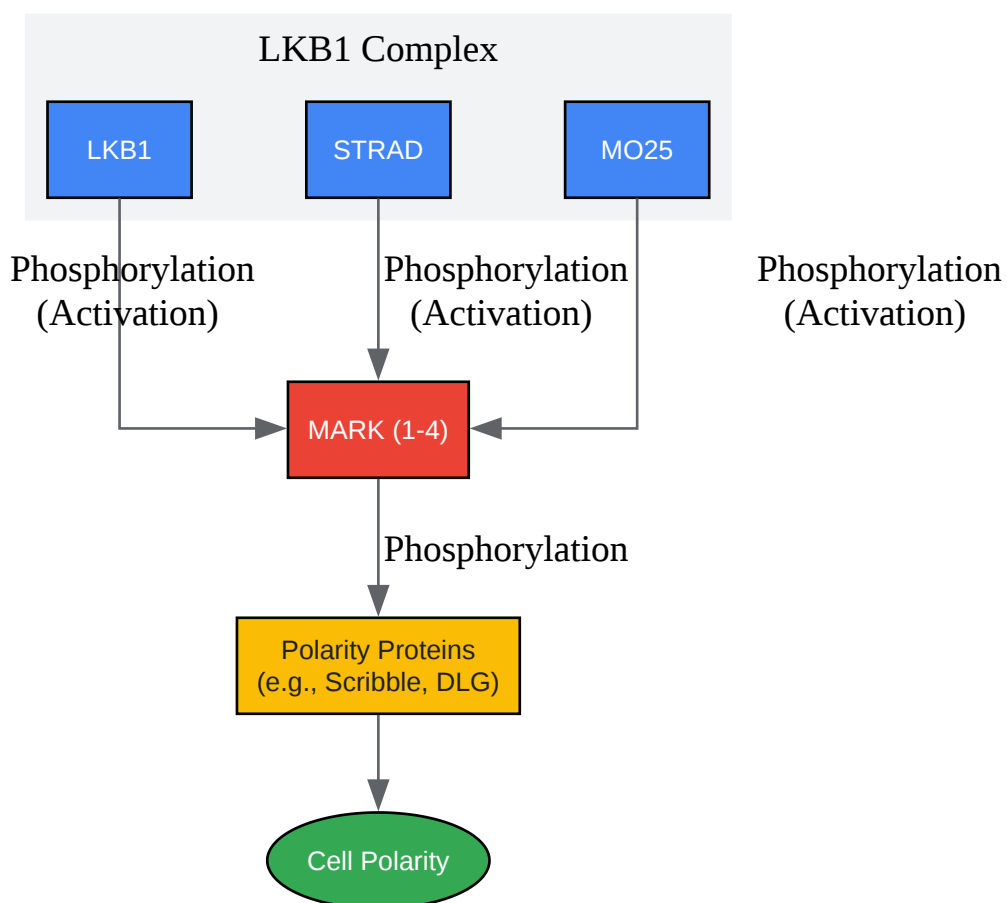 LKB1 Complex
LKB1
STRAD
MO25
Phosphorylation
(Activation)
Phosphorylation
(Activation)
Phosphorylation
(Activation)
MARK (1-4)
Phosphorylation
Polarity Proteins
(e.g., Scribble, DLG)
Cell Polarity